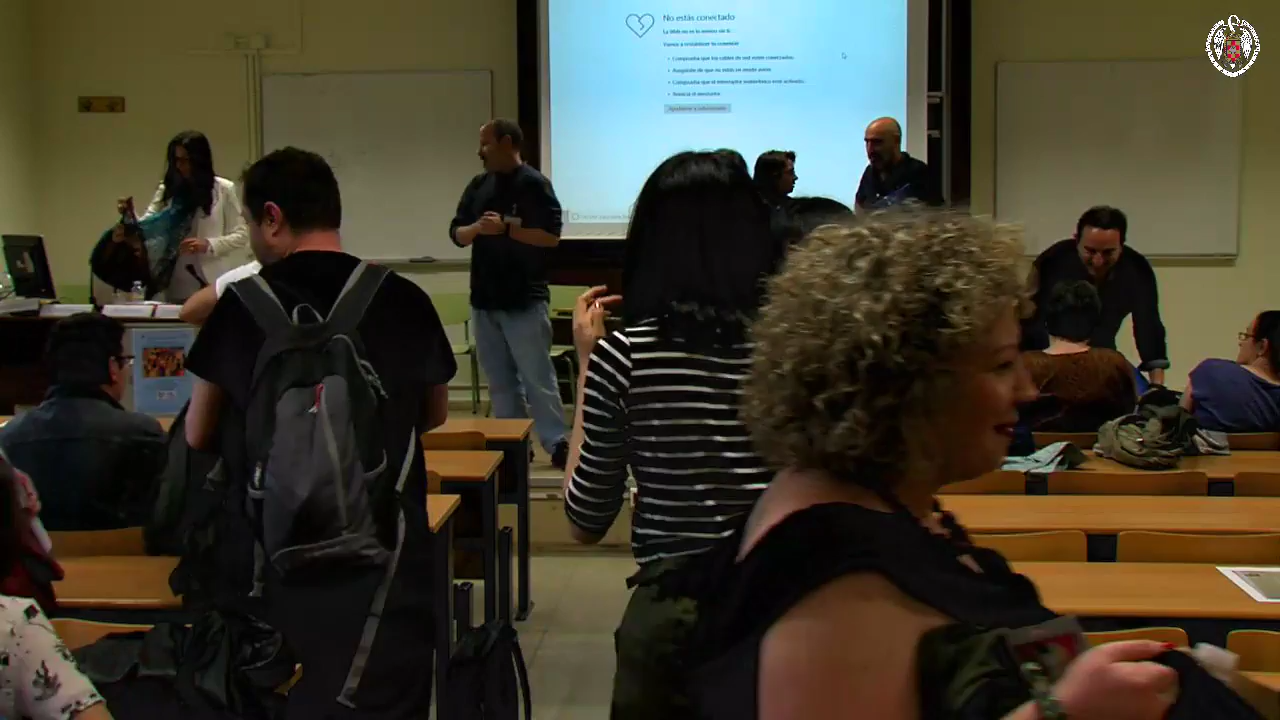 No estás conectado
La Web no es lo mismo sin ti.
Vamos a restablecer tu conexión
• Comprueba que los cables de red estén conectados.
• Asegúrate de que no estás en modo avión
• Comprueba que el interruptor inalámbrico esté activado.
• Reinicia el enrutador